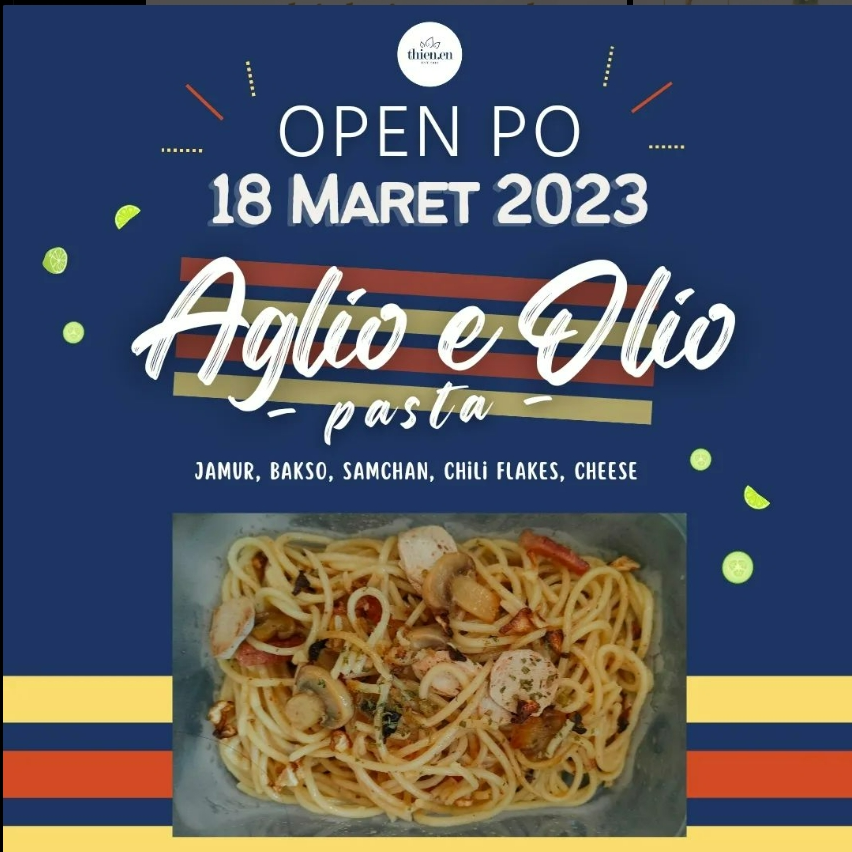 thien.en
OPEN PO
18 MARET 2023
Aglio e Olio
- pasta -
JAMUR, BAKSO, SAMCHAN, CHiLi FLAKES, CHEESE